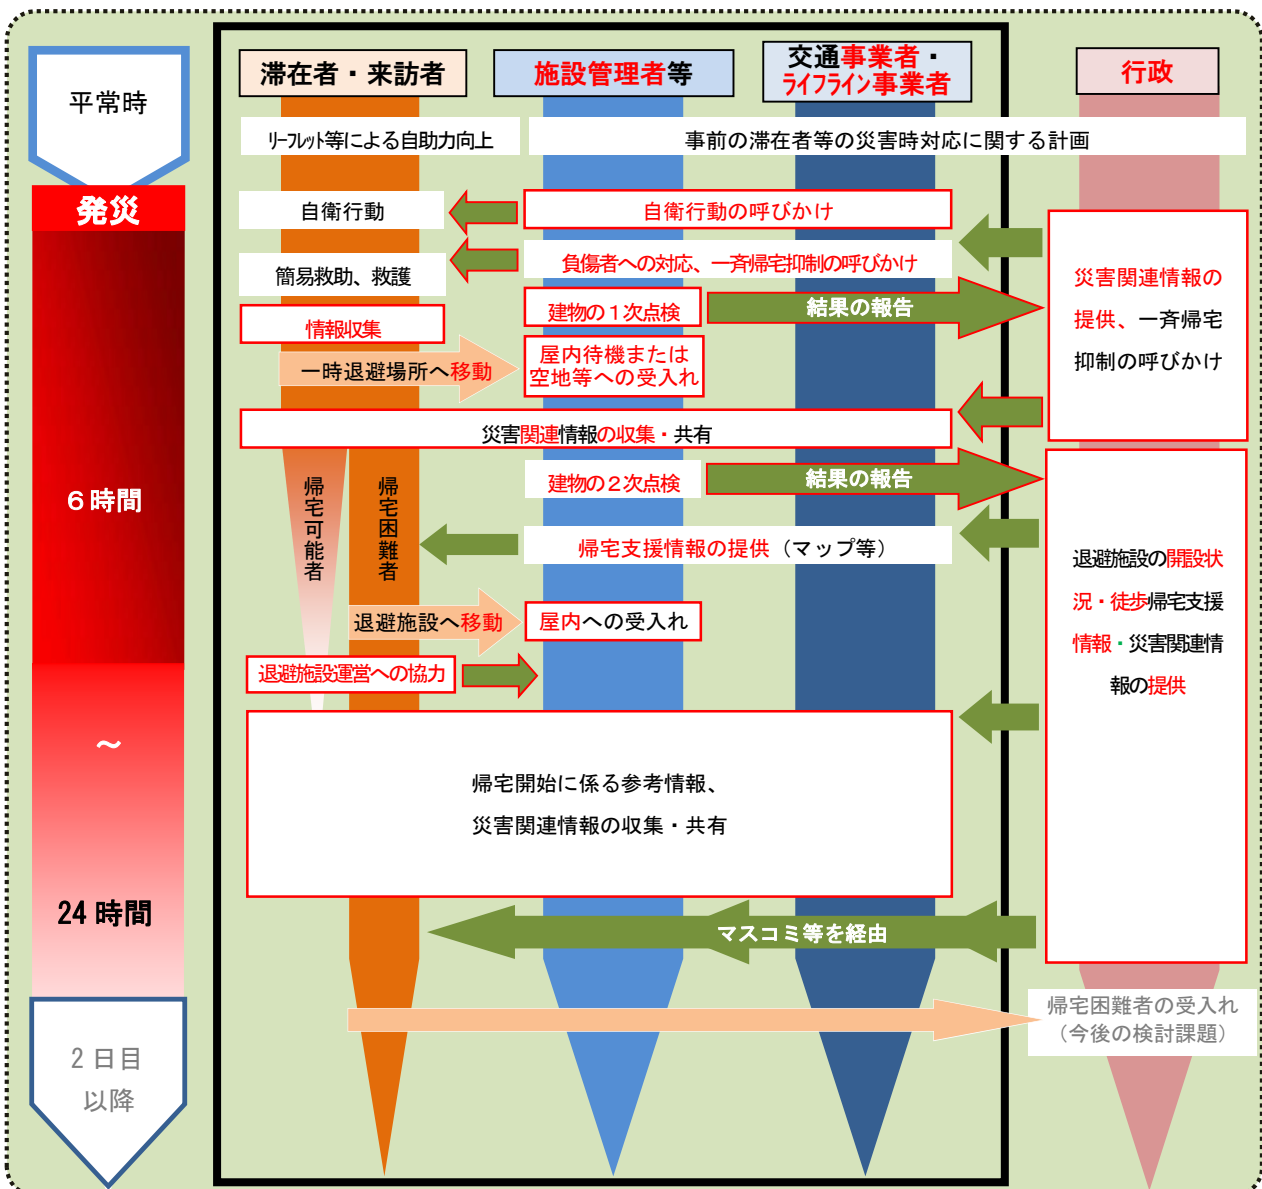 平常時
滞在者・来訪者
施設管理者等
交通事業者・
ライフライン事業者
行政
リーフレット等による自助力向上
事前の滞在者等の災害時対応に関する計画
発災
自衛行動
自衛行動の呼びかけ
簡易救助、救護
負傷者への対応、一斉帰宅抑制の呼びかけ
災害関連情報の
提供、一斉帰宅
抑制の呼びかけ
情報収集
建物の1次点検
結果の報告
一時退避場所へ移動
屋内待機または
空地等への受入れ
災害関連情報の収集・共有
6時間
帰宅可能者
帰宅困難者
建物の2次点検
結果の報告
帰宅支援情報の提供（マップ等）
退避施設の開設状
況・徒歩帰宅支援
情報・災害関連情
報の提供
退避施設へ移動
屋内への受入れ
退避施設運営への協力
～
帰宅開始に係る参考情報、
災害関連情報の収集・共有
24時間
マスコミ等を経由
帰宅困難者の受入れ
（今後の検討課題）
2日目
以降